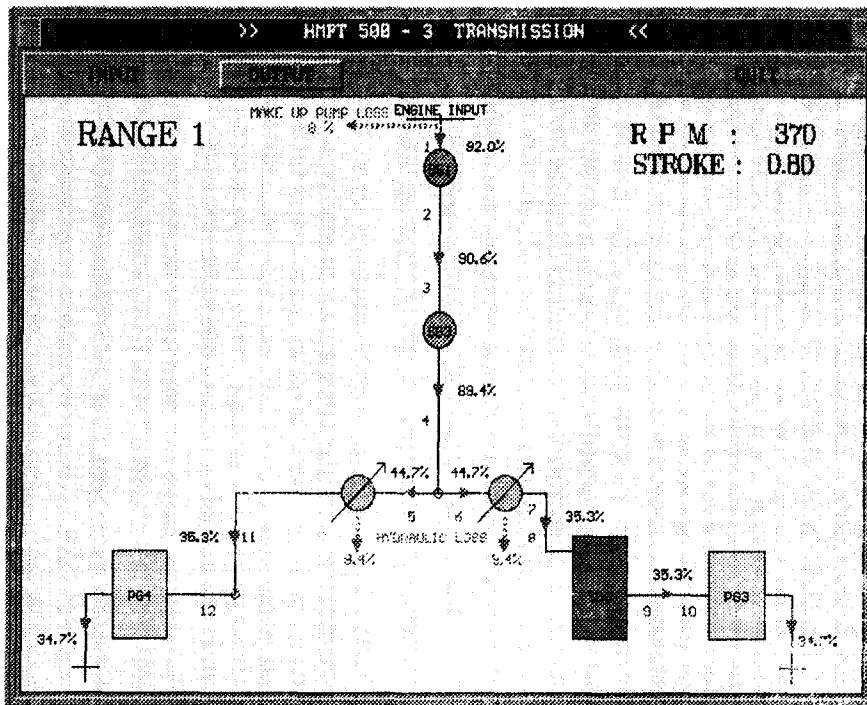 >> HMPT 500 - 3 TRANSMISSION <<
INPUT OUTPUT QUIT
MAKE UP PUMP LOSS ENGINE INPUT
0 %
RANGE 1
R P M : 370
STROKE : 0.80
1 92.0%
2
90.6%
3
89.4%
4
44.7% 44.7%
5 6 7
HYDRAULIC LOSS
35.3% 11
8 35.3%
9.4% 9.4%
PG4
12
35.3%
9 10
PG3
34.7% 34.7%